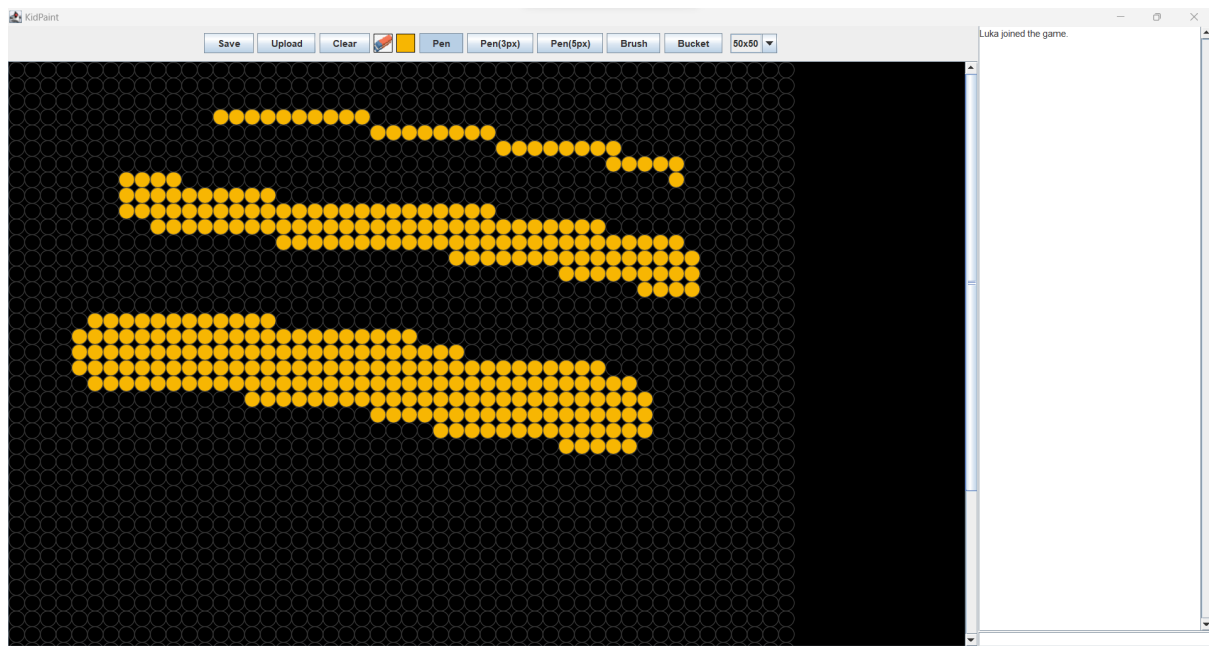 KidPaint
Save Upload Clear Pen Pen(3px) Pen(5px) Brush Bucket 50x50
Luka joined the game.